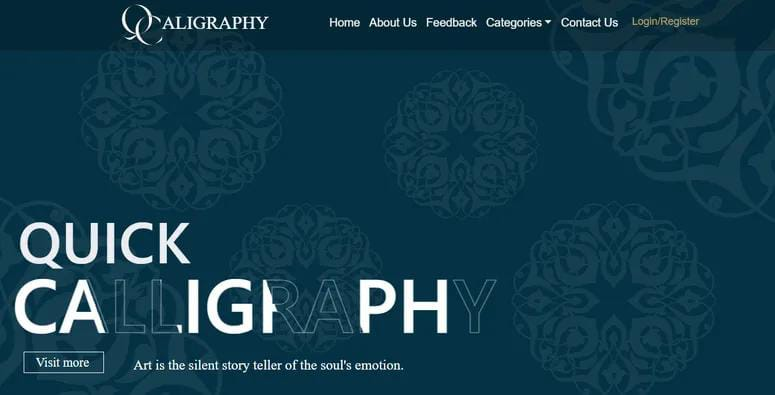 QCALIGRAPHY
Home About Us Feedback Categories Contact Us Login/Register
QUICK
CALLIGRAPHY
Visit more
Art is the silent story teller of the soul's emotion.